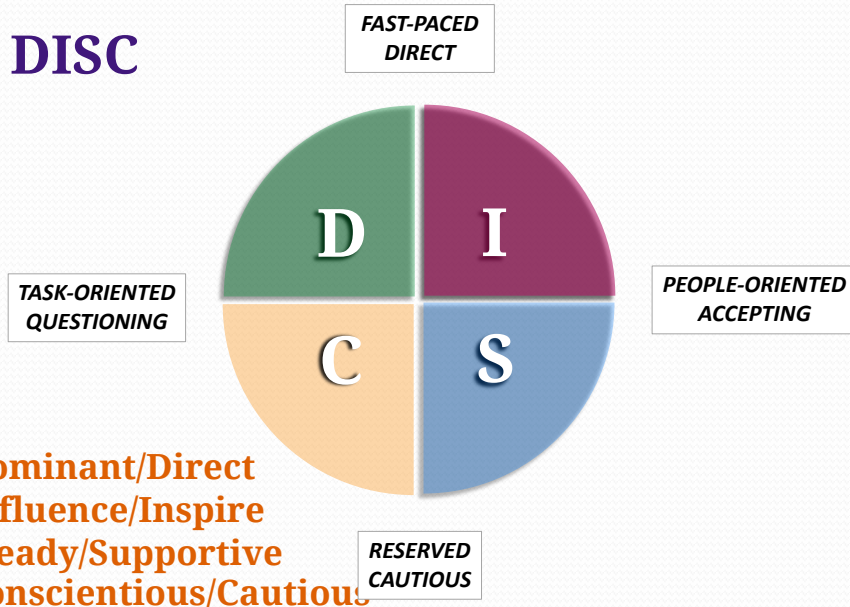 FAST-PACED
DIRECT
DISC
D I
TASK-ORIENTED
QUESTIONING
PEOPLE-ORIENTED
ACCEPTING
C S
ominant/Direct
fluence/Inspire
eady/Supportive
onscientious/Cautious
RESERVED
CAUTIOUS